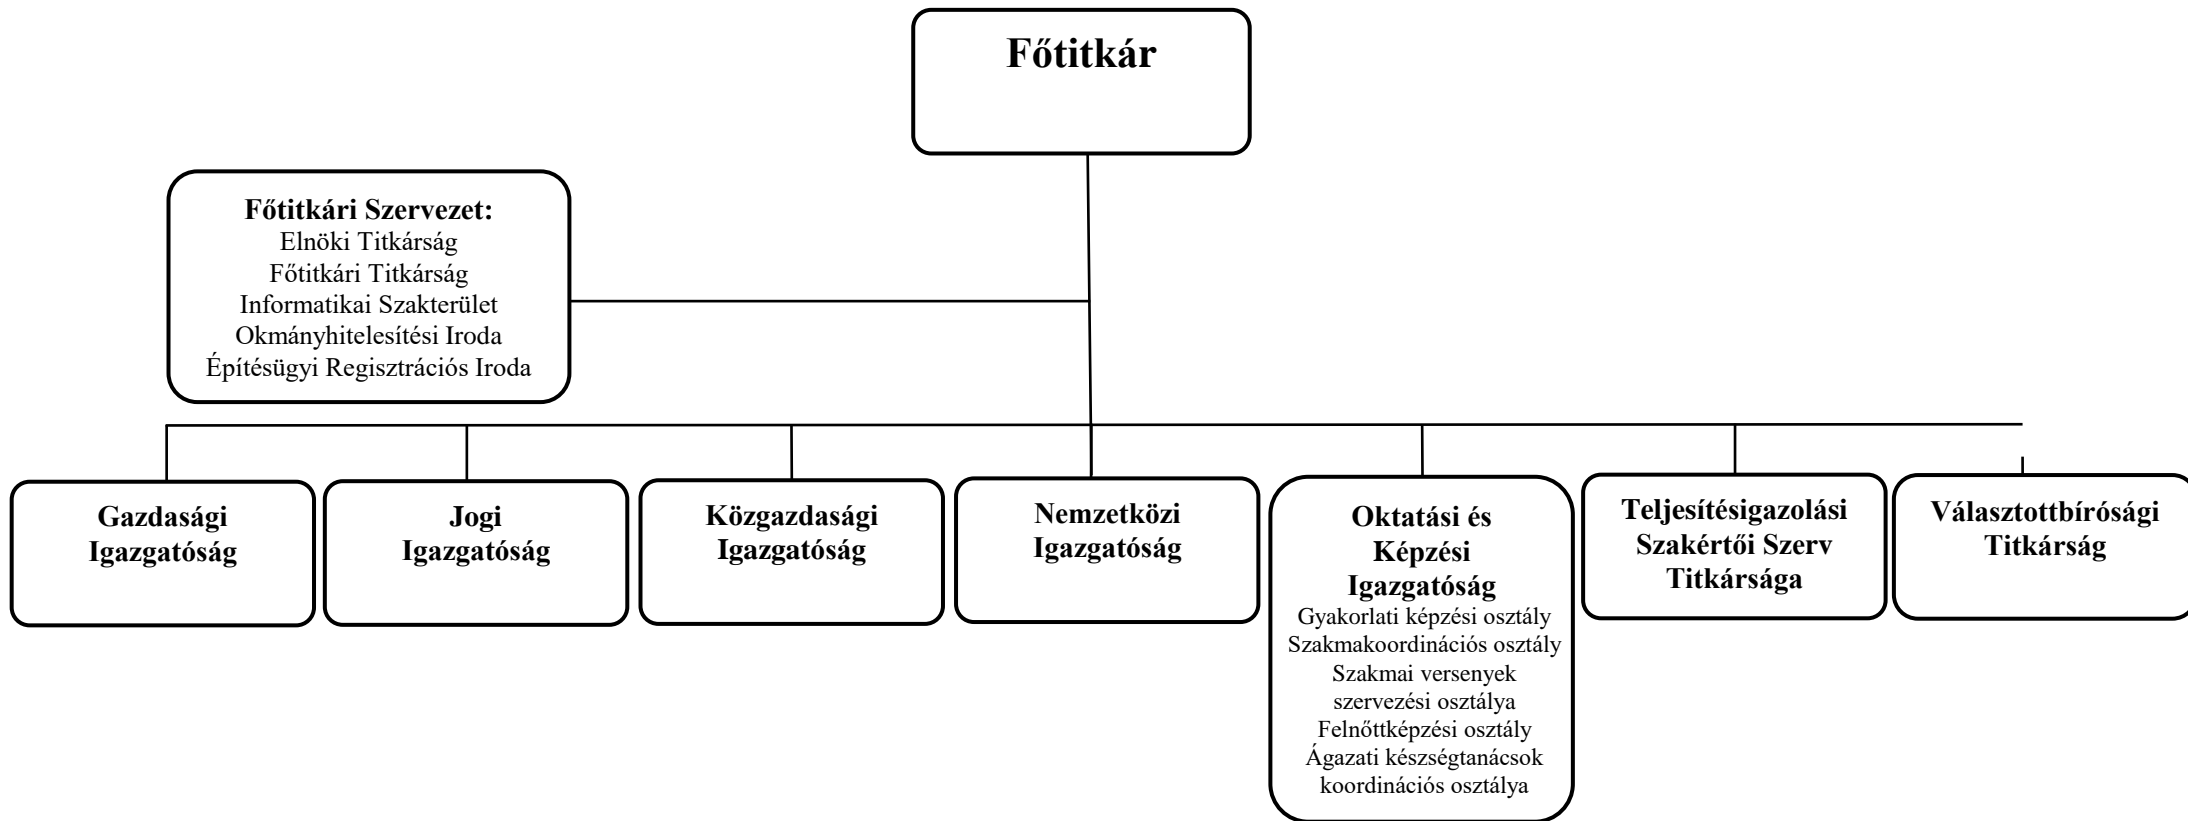 Főtitkár
Főtitkári Szervezet:
Elnöki Titkárság
Főtitkári Titkárság
Informatikai Szakterület
Okmányhitelesítési Iroda
Építésügyi Regisztrációs Iroda
Gazdasági
Igazgatóság
Jogi
Igazgatóság
Közgazdasági
Igazgatóság
Nemzetközi
Igazgatóság
Oktatási és
Képzési
Igazgatóság
Gyakorlati képzési osztály
Szakmakoordinációs osztály
Szakmai versenyek
szervezési osztálya
Felnőttképzési osztály
Ágazati készségtanácsok
koordinációs osztálya
Teljesítésigazolási
Szakértői Szerv
Titkársága
Választottbírósági
Titkárság